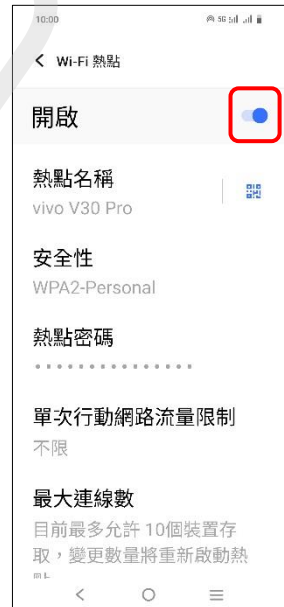 10:00
5G
Wi-Fi 熱點
開啟
熱點名稱
vivo V30 Pro
安全性
WPA2-Personal
熱點密碼
單次行動網路流量限制
不限
最大連線數
目前最多允許 10個裝置存
取，變更數量將重新啟動熱